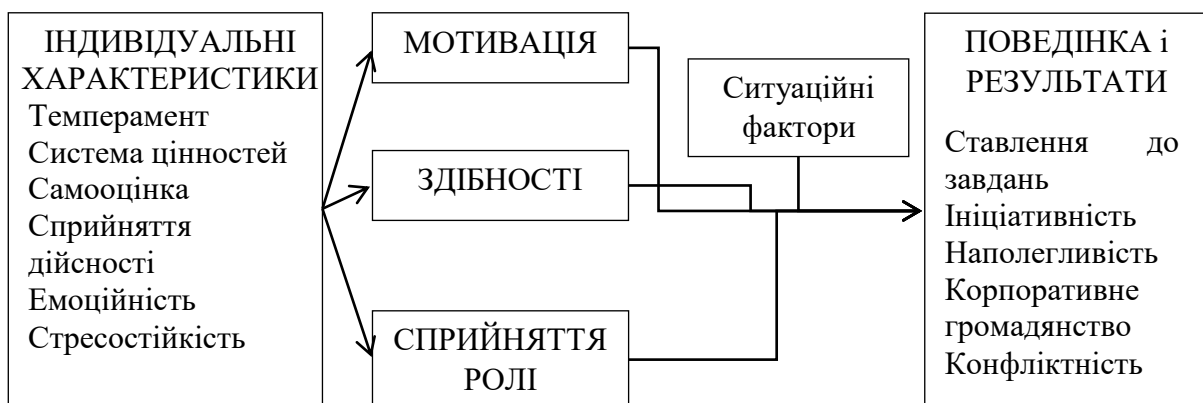 ІНДИВІДУАЛЬНІ
ХАРАКТЕРИСТИКИ
Темперамент
Система цінностей
Самооцінка
Сприйняття
дійсності
Емоційність
Стресостійкість
МОТИВАЦІЯ
ЗДІБНОСТІ
СПРИЙНЯТТЯ
РОЛІ
Ситуаційні
фактори
ПОВЕДІНКА і
РЕЗУЛЬТАТИ
Ставлення до
завдань
Ініціативність
Наполегливість
Корпоративне
громадянство
Конфліктність